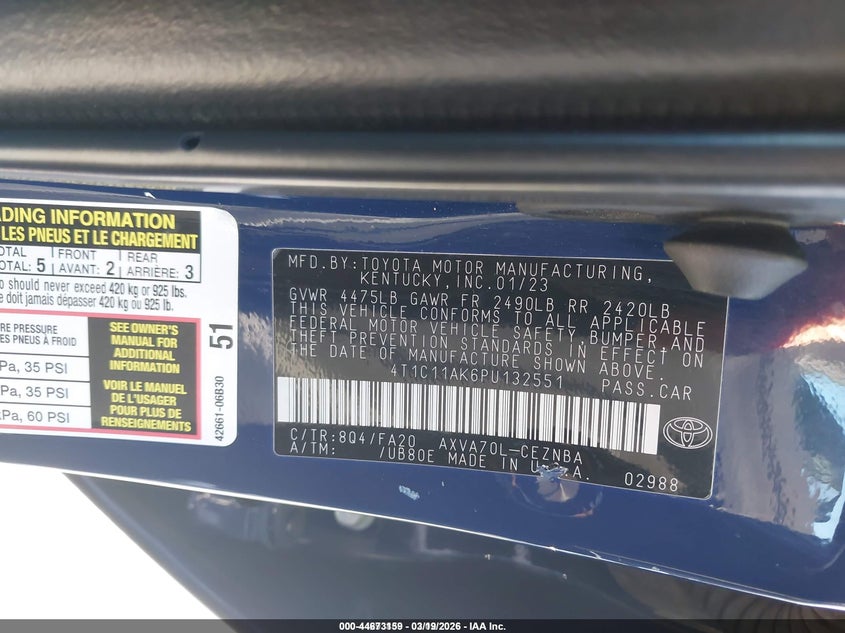 ADING INFORMATION
LES PNEUS ET LE CHARGEMENT
OTAL FRONT REAR
OTAL: 5 AVANT: 2 ARRIÈRE: 3
o should never exceed 420 kg or 925 lbs.
e doit jamais dépasser 420 kg ou 925 lb.
RE PRESSURE
ES PNEUS À FROID
Pa, 35 PSI
Pa, 35 PSI
kPa, 60 PSI
SEE OWNER'S
MANUAL FOR
ADDITIONAL
INFORMATION
VOIR LE MANUEL
DE L'USAGER
POUR PLUS DE
RENSEIGNEMENTS
42661-06B30
51
MFD.BY:TOYOTA MOTOR MANUFACTURING,
KENTUCKY,INC.01/23
GVWR 4475LB GAWR FR 2490LB RR 2420LB
THIS VEHICLE CONFORMS TO ALL APPLICABLE
FEDERAL MOTOR VEHICLE SAFETY,BUMPER,AND
THEFT PREVENTION STANDARDS IN EFFECT ON
THE DATE OF MANUFACTURE SHOWN ABOVE.
4T1C11AK6PU132551 PASS.CAR
C/TR:8Q4/FA20 AXVA70L-CEZNBA
A/TM: /UB80E MADE IN U.S.A.
02988
000-44673159 - 03/19/2026 - IAA Inc.